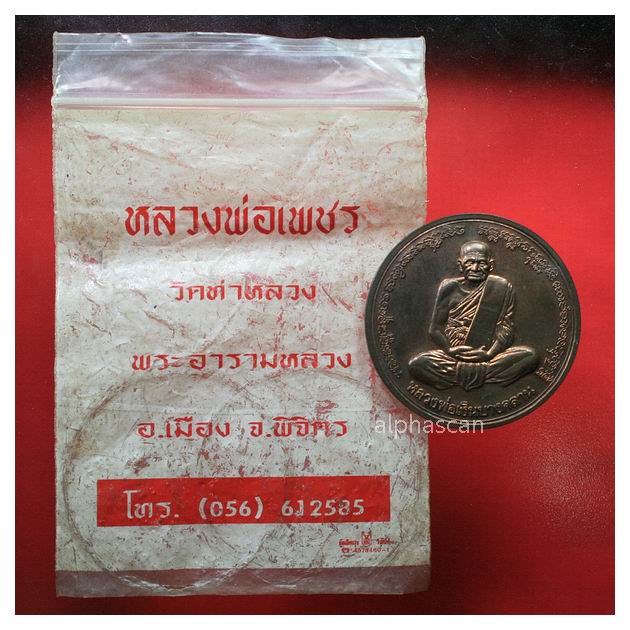 หลวงพ่อเพชร
วัดท่าหลวง
พระอารามหลวง
อ.เมือง จ.พิจิตร
โทร. (056) 612585
หลวงพ่อเงินบางคลาน
alphascan